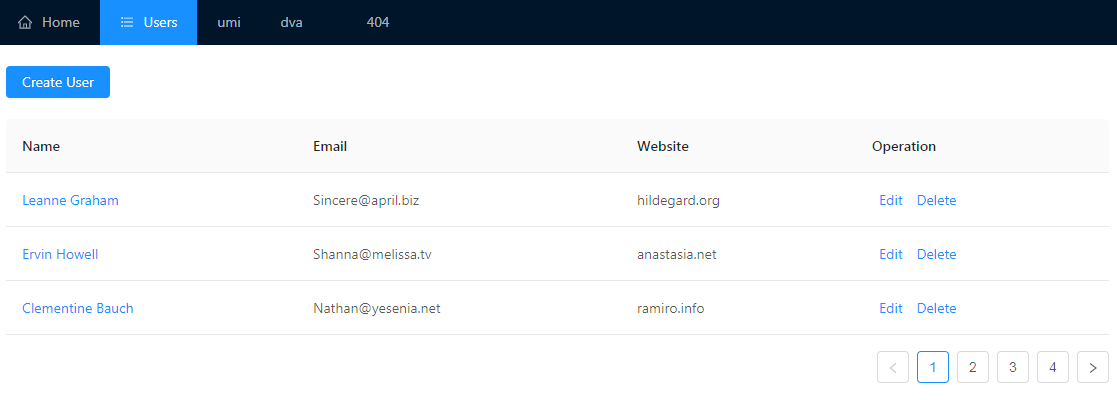 Home Users umi dva 404
Create User
Name Email Website Operation
Leanne Graham Sincere@april.biz hildegard.org Edit Delete
Ervin Howell Shanna@melissa.tv anastasia.net Edit Delete
Clementine Bauch Nathan@yesenia.net ramiro.info Edit Delete
< 1 2 3 4 >